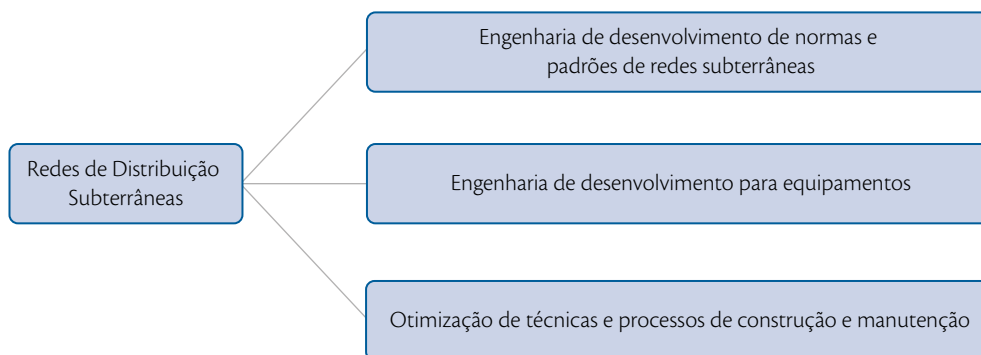 Engenharia de desenvolvimento de normas e
padrões de redes subterrâneas
Redes de Distribuição
Subterrâneas
Engenharia de desenvolvimento para equipamentos
Otimização de técnicas e processos de construção e manutenção